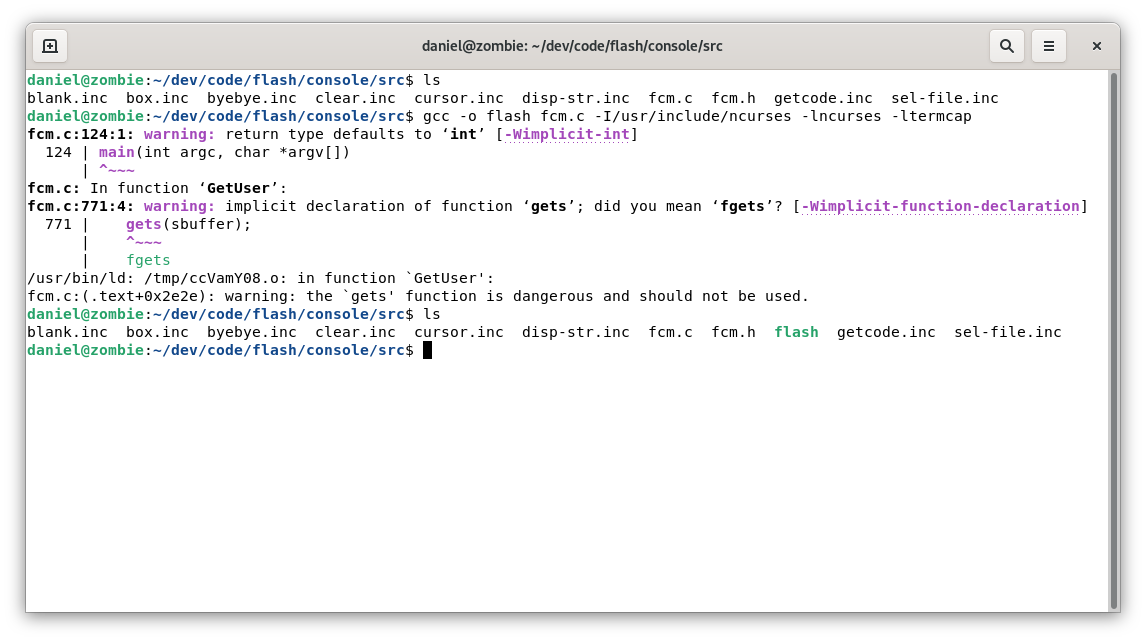 daniel@zombie: ~/dev/code/flash/console/src
daniel@zombie:~/dev/code/flash/console/src$ ls
blank.inc  box.inc  byebye.inc  clear.inc  cursor.inc  disp-str.inc  fcm.c  fcm.h  getcode.inc  sel-file.inc
daniel@zombie:~/dev/code/flash/console/src$ gcc -o flash fcm.c -I/usr/include/ncurses -lncurses -ltermcap
fcm.c:124:1: warning: return type defaults to ‘int’ [-Wimplicit-int]
  124 | main(int argc, char *argv[])
      | ^~~~
fcm.c: In function ‘GetUser’:
fcm.c:771:4: warning: implicit declaration of function ‘gets’; did you mean ‘fgets’? [-Wimplicit-function-declaration]
  771 |    gets(sbuffer);
      |    ^~~~
      |    fgets
/usr/bin/ld: /tmp/ccVamY08.o: in function `GetUser':
fcm.c:(.text+0x2e2e): warning: the `gets' function is dangerous and should not be used.
daniel@zombie:~/dev/code/flash/console/src$ ls
blank.inc  box.inc  byebye.inc  clear.inc  cursor.inc  disp-str.inc  fcm.c  fcm.h  flash  getcode.inc  sel-file.inc
daniel@zombie:~/dev/code/flash/console/src$